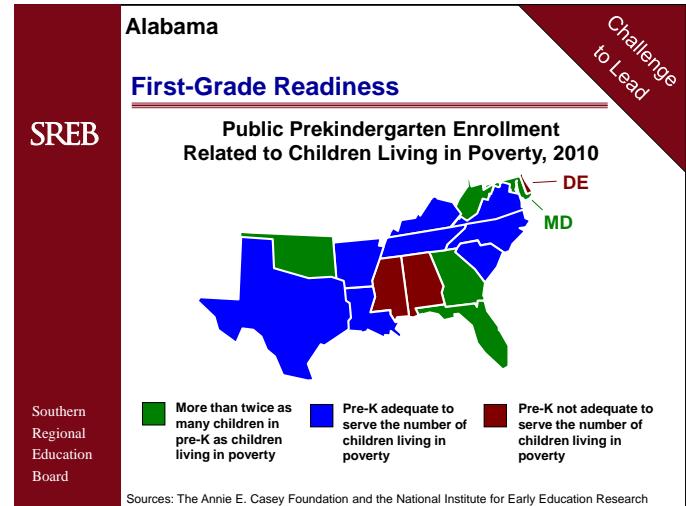 Alabama
Challenge
to Lead
First-Grade Readiness
SREB
Public Prekindergarten Enrollment
Related to Children Living in Poverty, 2010
DE
MD
More than twice as
many children in
pre-K as children
living in poverty
Pre-K adequate to
serve the number of
children living in
poverty
Pre-K not adequate to
serve the number of
children living in
poverty
Southern
Regional
Education
Board
Sources: The Annie E. Casey Foundation and the National Institute for Early Education Research